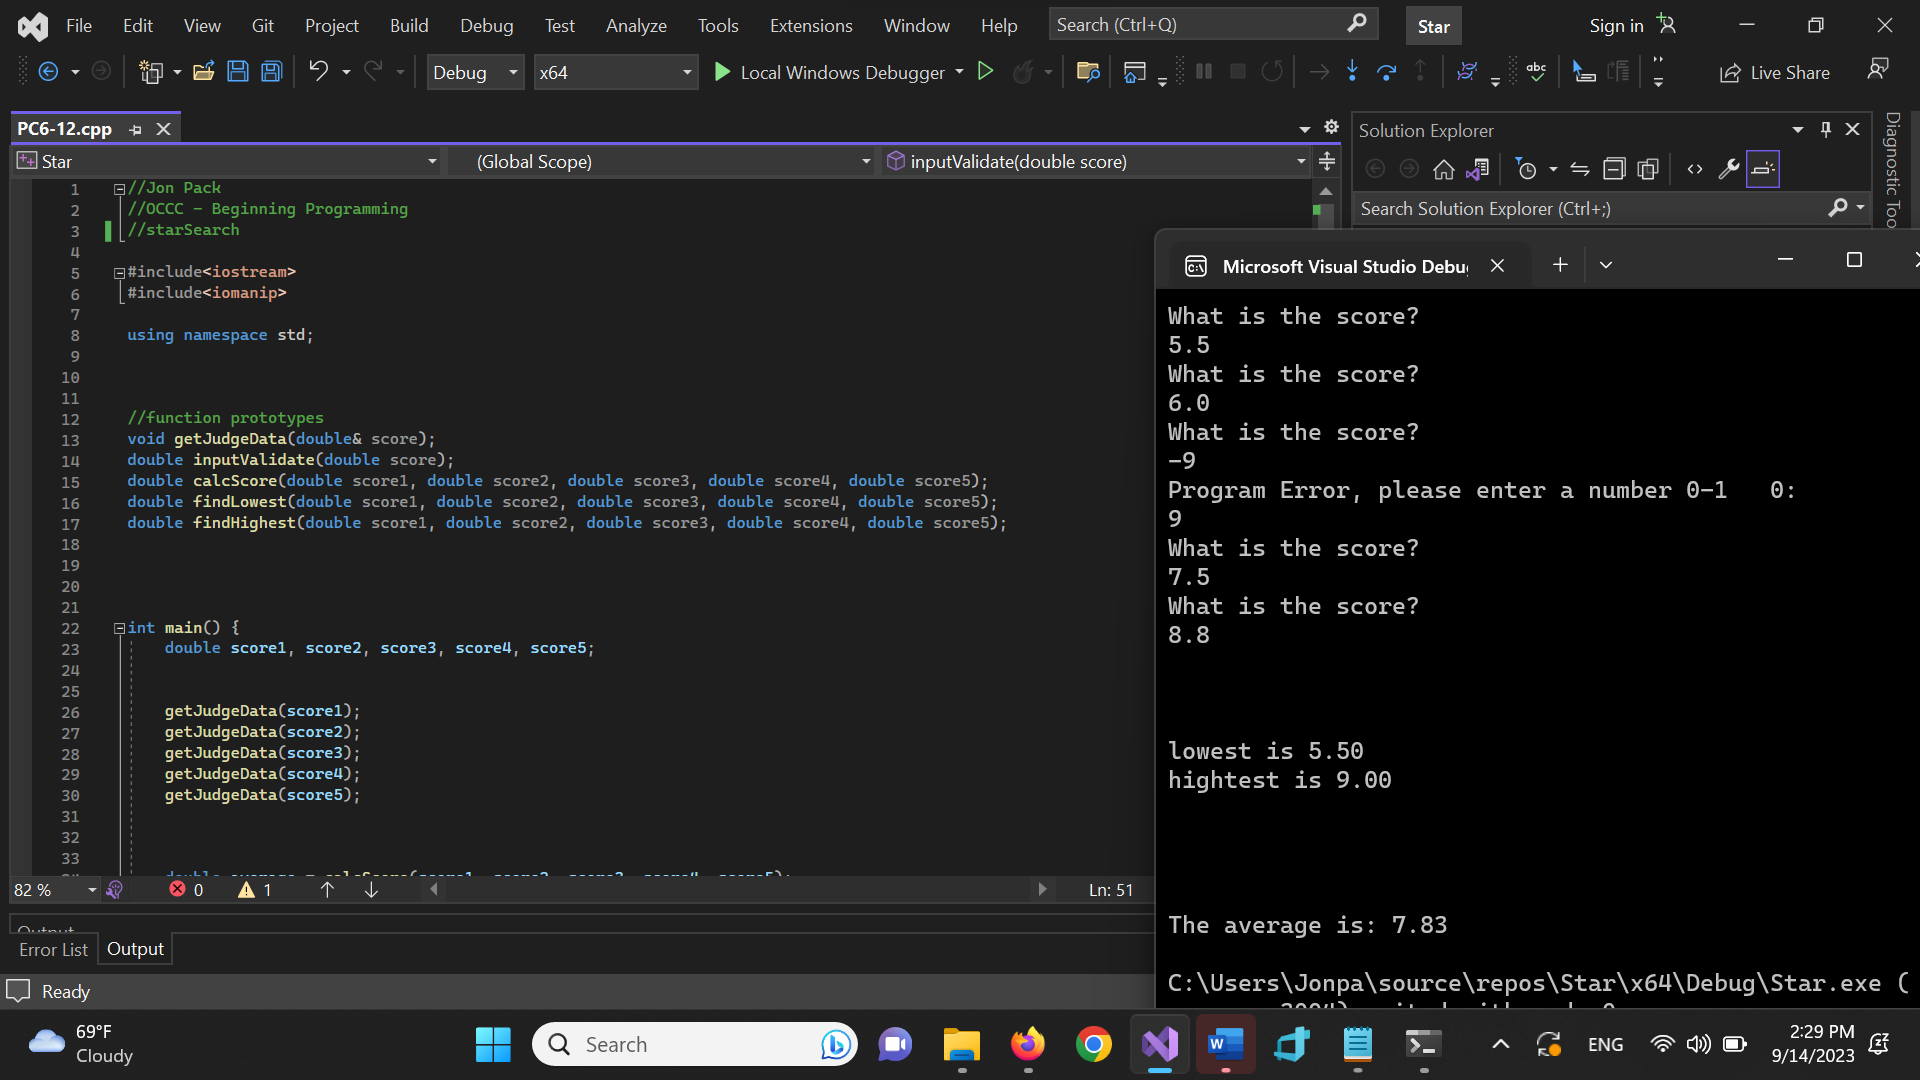 File Edit View Git Project Build Debug Test Analyze Tools Extensions Window Help Search (Ctrl+Q) Star Sign in
Debug x64 Local Windows Debugger abc Live Share
PC6-12.cpp
Star (Global Scope) inputValidate(double score)
1 //Jon Pack
2 //OCCC - Beginning Programming
3 //starSearch
4
5 #include<iostream>
6 #include<iomanip>
7
8 using namespace std;
9
10
11
12 //function prototypes
13 void getJudgeData(double& score);
14 double inputValidate(double score);
15 double calcScore(double score1, double score2, double score3, double score4, double score5);
16 double findLowest(double score1, double score2, double score3, double score4, double score5);
17 double findHighest(double score1, double score2, double score3, double score4, double score5);
18
19
20
21
22 int main() {
23 double score1, score2, score3, score4, score5;
24
25
26 getJudgeData(score1);
27 getJudgeData(score2);
28 getJudgeData(score3);
29 getJudgeData(score4);
30 getJudgeData(score5);
31
32
33
82 % 0 1 Ln: 51
Output
Error List Output
Ready
Solution Explorer
Search Solution Explorer (Ctrl+;)
Diagnostic Too
Microsoft Visual Studio Debu
What is the score?
5.5
What is the score?
6.0
What is the score?
-9
Program Error, please enter a number 0-1   0:
9
What is the score?
7.5
What is the score?
8.8
lowest is 5.50
hightest is 9.00
The average is: 7.83
C:\Users\Jonpa\source\repos\Star\x64\Debug\Star.exe (
69°F
Cloudy
Search
ENG
2:29 PM
9/14/2023